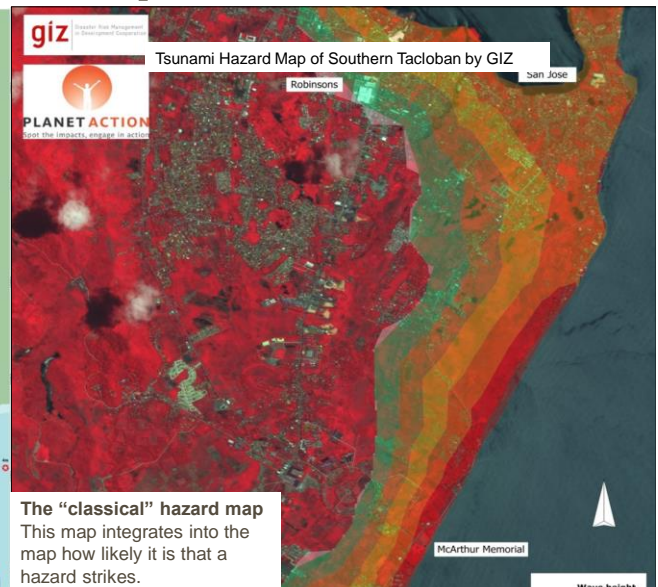 giz Disaster Risk Management
in Development Cooperation
Tsunami Hazard Map of Southern Tacloban by GIZ
Robinsons
San Jose
PLANET ACTION
Spot the impacts, engage in action
The “classical” hazard map
This map integrates into the
map how likely it is that a
hazard strikes.
McArthur Memorial
Wave height